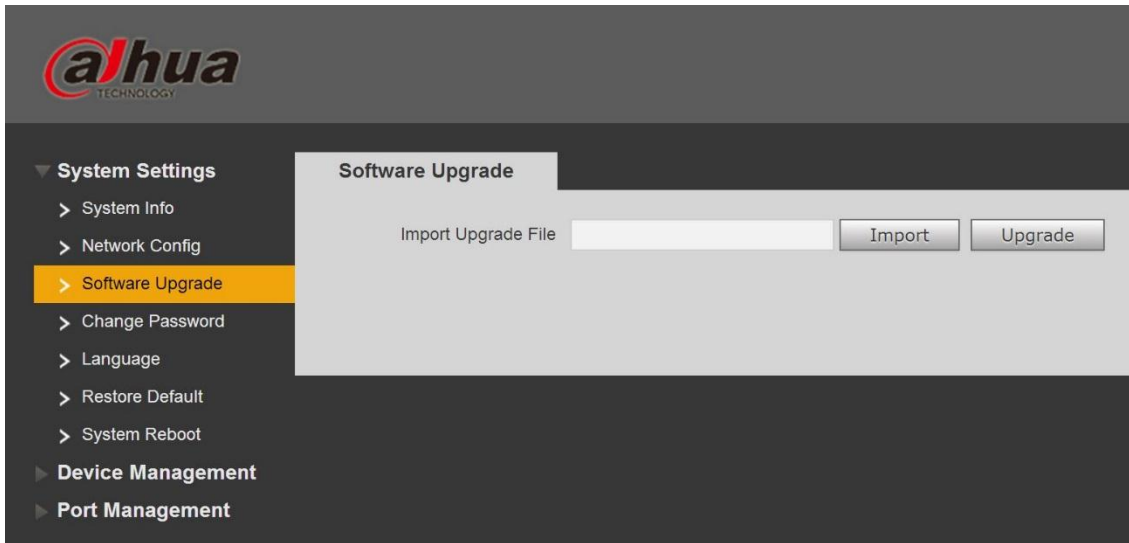 alhua
TECHNOLOGY
System Settings
System Info
Network Config
Software Upgrade
Change Password
Language
Restore Default
System Reboot
Device Management
Port Management
Software Upgrade
Import Upgrade File
Import
Upgrade